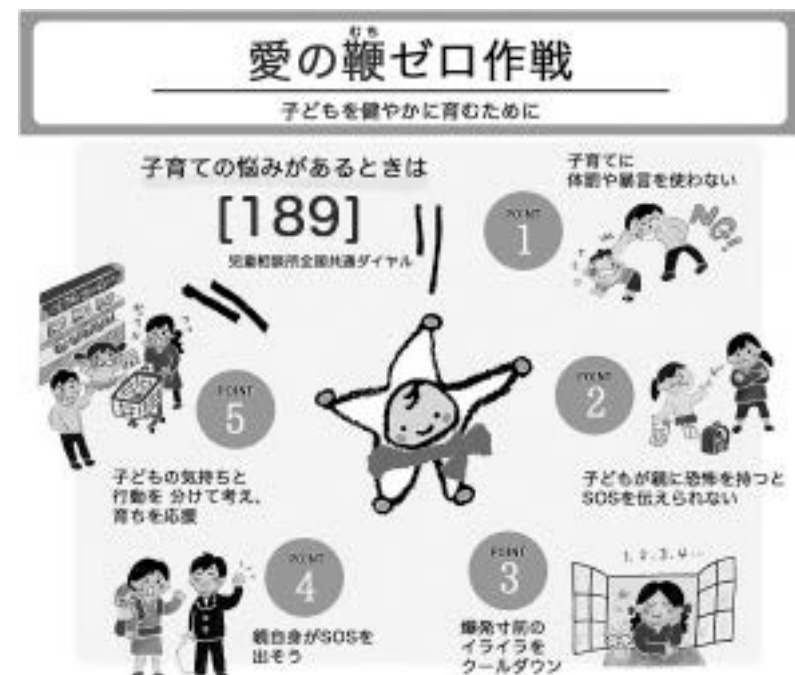 むち
愛の鞭ゼロ作戦
子どもを健やかに育むために
子育ての悩みがあるときは
[189]
児童相談所全国共通ダイヤル
POINT
1
子育てに
体罰や暴言を使わない
NG!
POINT
2
子どもが親に恐怖を持つと
SOSを伝えられない
POINT
3
爆発寸前の
イライラを
クールダウン
1.2.3.4…
POINT
4
親自身がSOSを
出そう
POINT
5
子どもの気持ちと
行動を 分けて考え、
育ちを応援